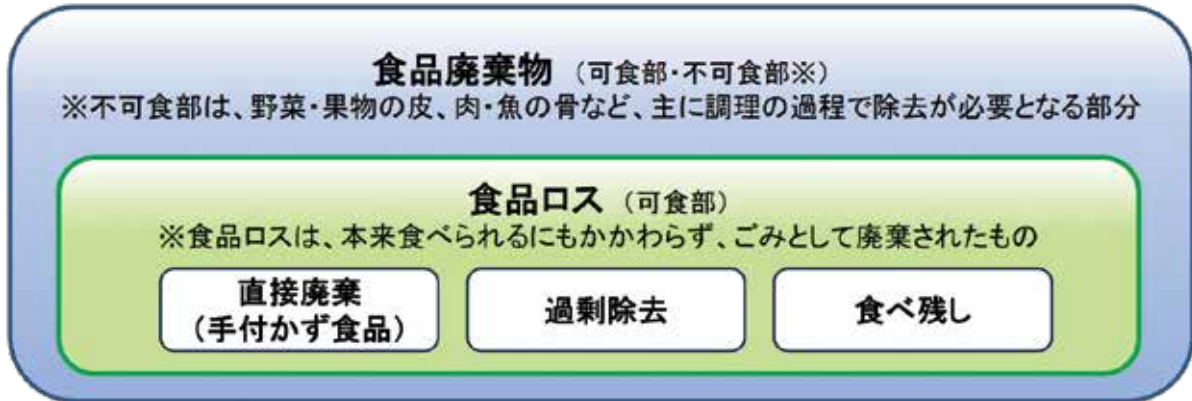 食品廃棄物 (可食部・不可食部※)
※不可食部は、野菜・果物の皮、肉・魚の骨など、主に調理の過程で除去が必要となる部分
食品ロス (可食部)
※食品ロスは、本来食べられるにもかかわらず、ごみとして廃棄されたもの
直接廃棄
(手付かず食品)
過剰除去
食べ残し